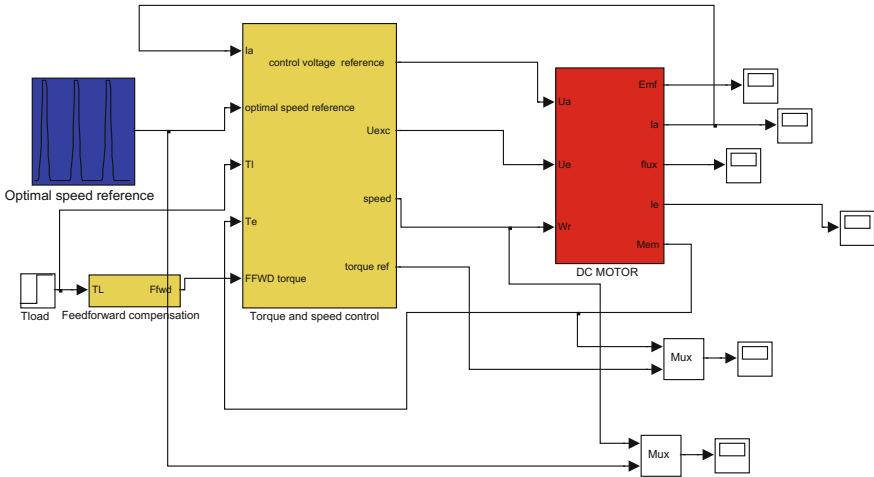 Optimal speed reference
Tload
TL
Ffwd
Feedforward compensation
Ia
optimal speed reference
Tl
Te
FFWD torque
control voltage reference
Uexc
speed
torque ref
Torque and speed control
Ua
Ue
Wr
Emf
Ia
flux
Ie
Mem
DC MOTOR
Mux
Mux